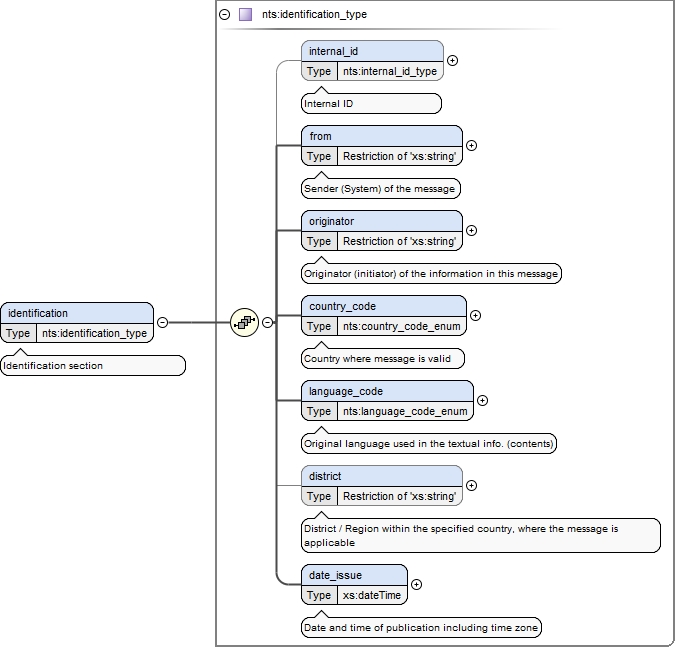 nts:identification_type
internal_id
Type nts:internal_id_type
Internal ID
from
Type Restriction of 'xs:string'
Sender (System) of the message
originator
Type Restriction of 'xs:string'
Originator (initiator) of the information in this message
identification
Type nts:identification_type
Identification section
country_code
Type nts:country_code_enum
Country where message is valid
language_code
Type nts:language_code_enum
Original language used in the textual info. (contents)
district
Type Restriction of 'xs:string'
District / Region within the specified country, where the message is
applicable
date_issue
Type xs:dateTime
Date and time of publication including time zone